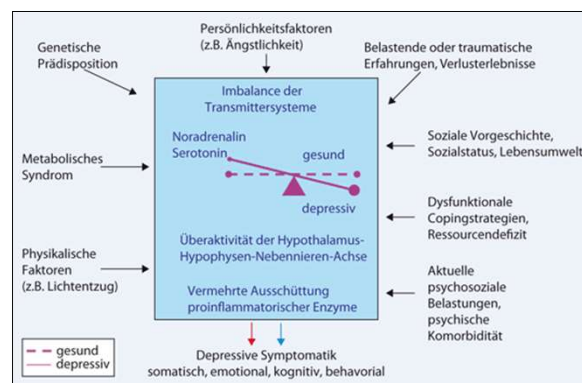 Persönlichkeitsfaktoren
(z.B. Ängstlichkeit)
Genetische
Prädisposition
Belastende oder traumatische
Erfahrungen, Verlusterlebnisse
Imbalance der
Transmittersysteme
Noradrenalin
Serotonin
gesund
depressiv
Soziale Vorgeschichte,
Sozialstatus, Lebensumwelt
Metabolisches
Syndrom
Dysfunktionale
Copingstrategien,
Ressourcendefizit
Überaktivität der Hypothalamus-
Hypophysen-Nebennieren-Achse
Physikalische
Faktoren
(z.B. Lichtentzug)
Vermehrte Ausschüttung
proinflammatorischer Enzyme
Aktuelle
psychosoziale
Belastungen,
psychische
Komorbidität
gesund
depressiv
Depressive Symptomatik
somatisch, emotional, kognitiv, behavorial